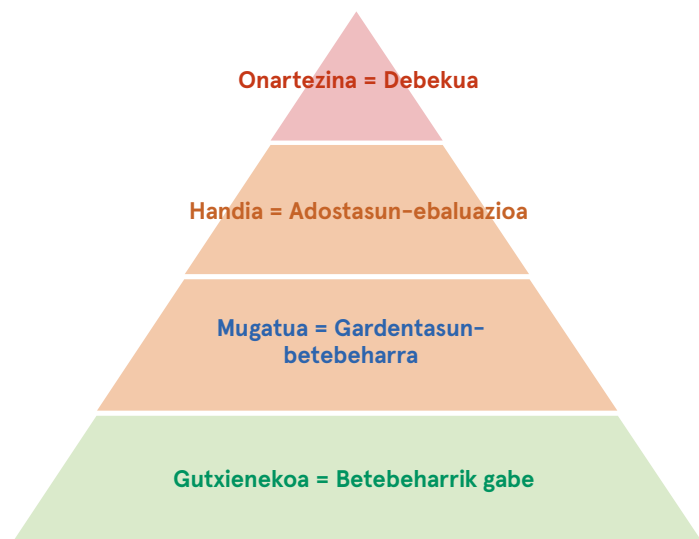 Onartezina = Debekua
Handia = Adostasun-ebaluazioa
Mugatua = Gardentasun-
betebeharra
Gutxienekoa = Betebeharrik gabe